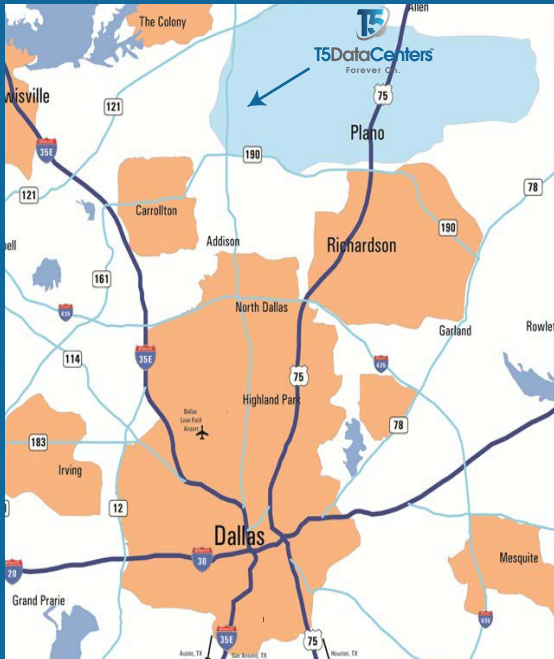 Allen
The Colony
T5
T5DataCenters
Forever On.
wisville
75
121
Plano
35E
190
78
121
Carrollton
190
Addison
Richardson
ell
161
North Dallas
635
Garland
Rowlet
114
35E
635
75
Highland Park
Dallas
Love Field
Airport
78
183
Irving
12
Dallas
Mesquite
30
20
Grand Prarie
635
35E
75
Austin, TX
San Antonio, TX
Houston, TX